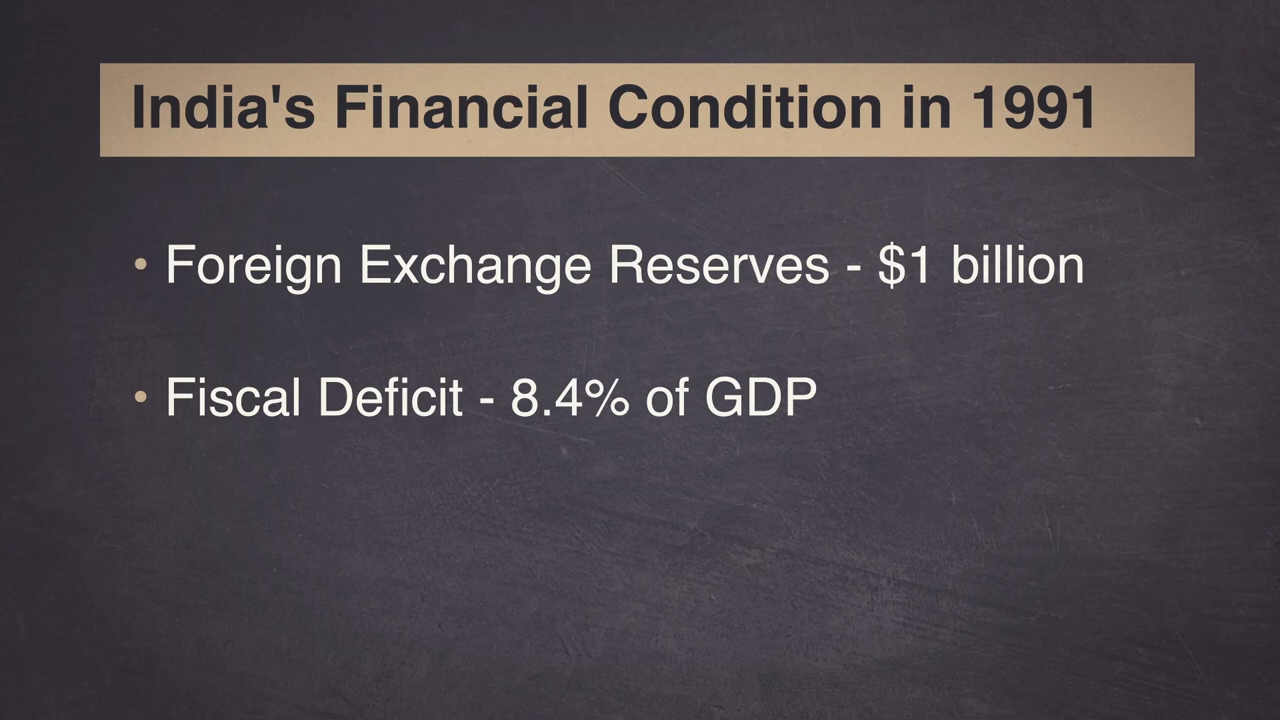 India's Financial Condition in 1991
• Foreign Exchange Reserves - $1 billion
• Fiscal Deficit - 8.4% of GDP